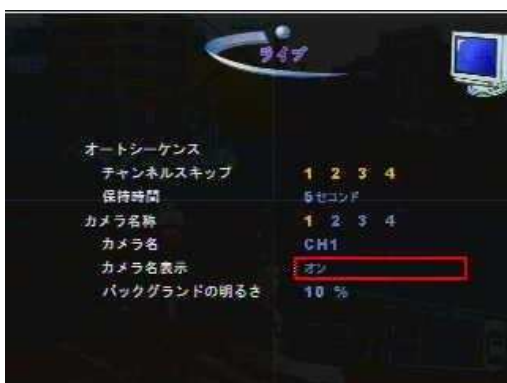 ライブ
オートシーケンス
チャンネルスキップ 1 2 3 4
保持時間 5 セコンド
カメラ名称 1 2 3 4
カメラ名 CH1
カメラ名表示 オン
バックグランドの明るさ 10 %